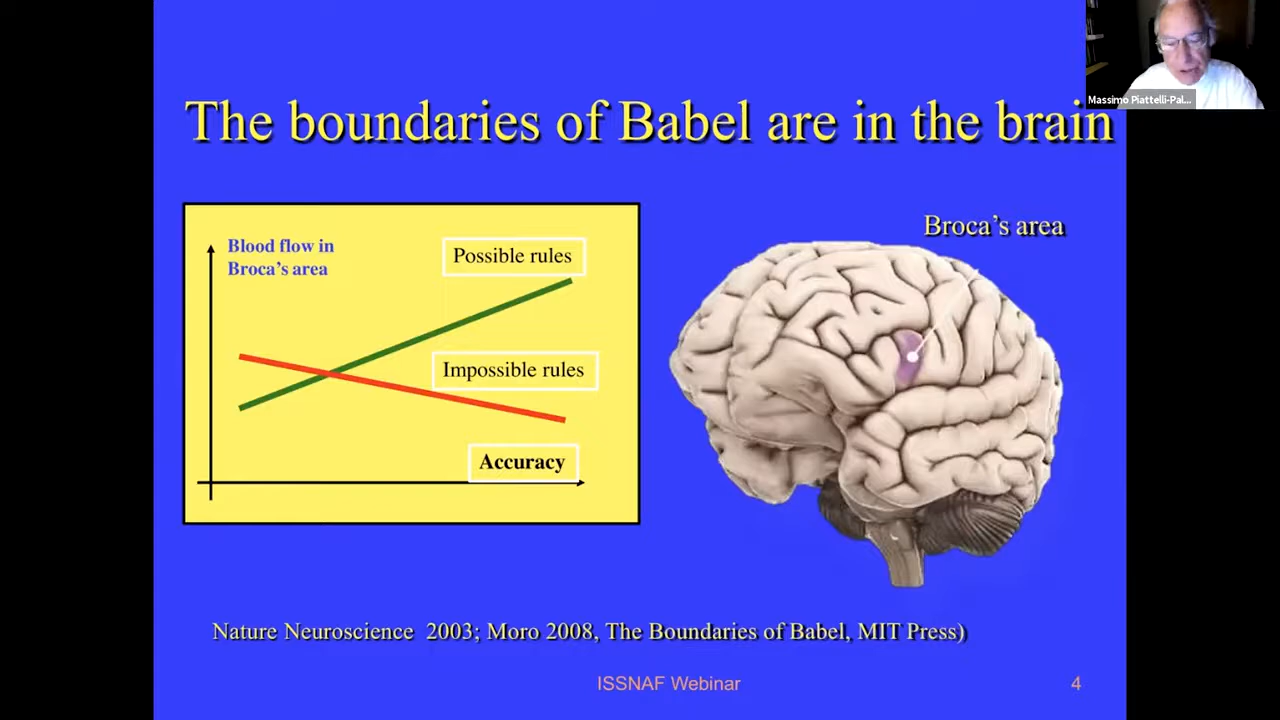 Massimo Piattelli-Pal...
The boundaries of Babel are in the brain
Blood flow in
Broca's area
Possible rules
Impossible rules
Accuracy
Broca's area
Nature Neuroscience 2003; Moro 2008, The Boundaries of Babel, MIT Press)
ISSNAF Webinar
4